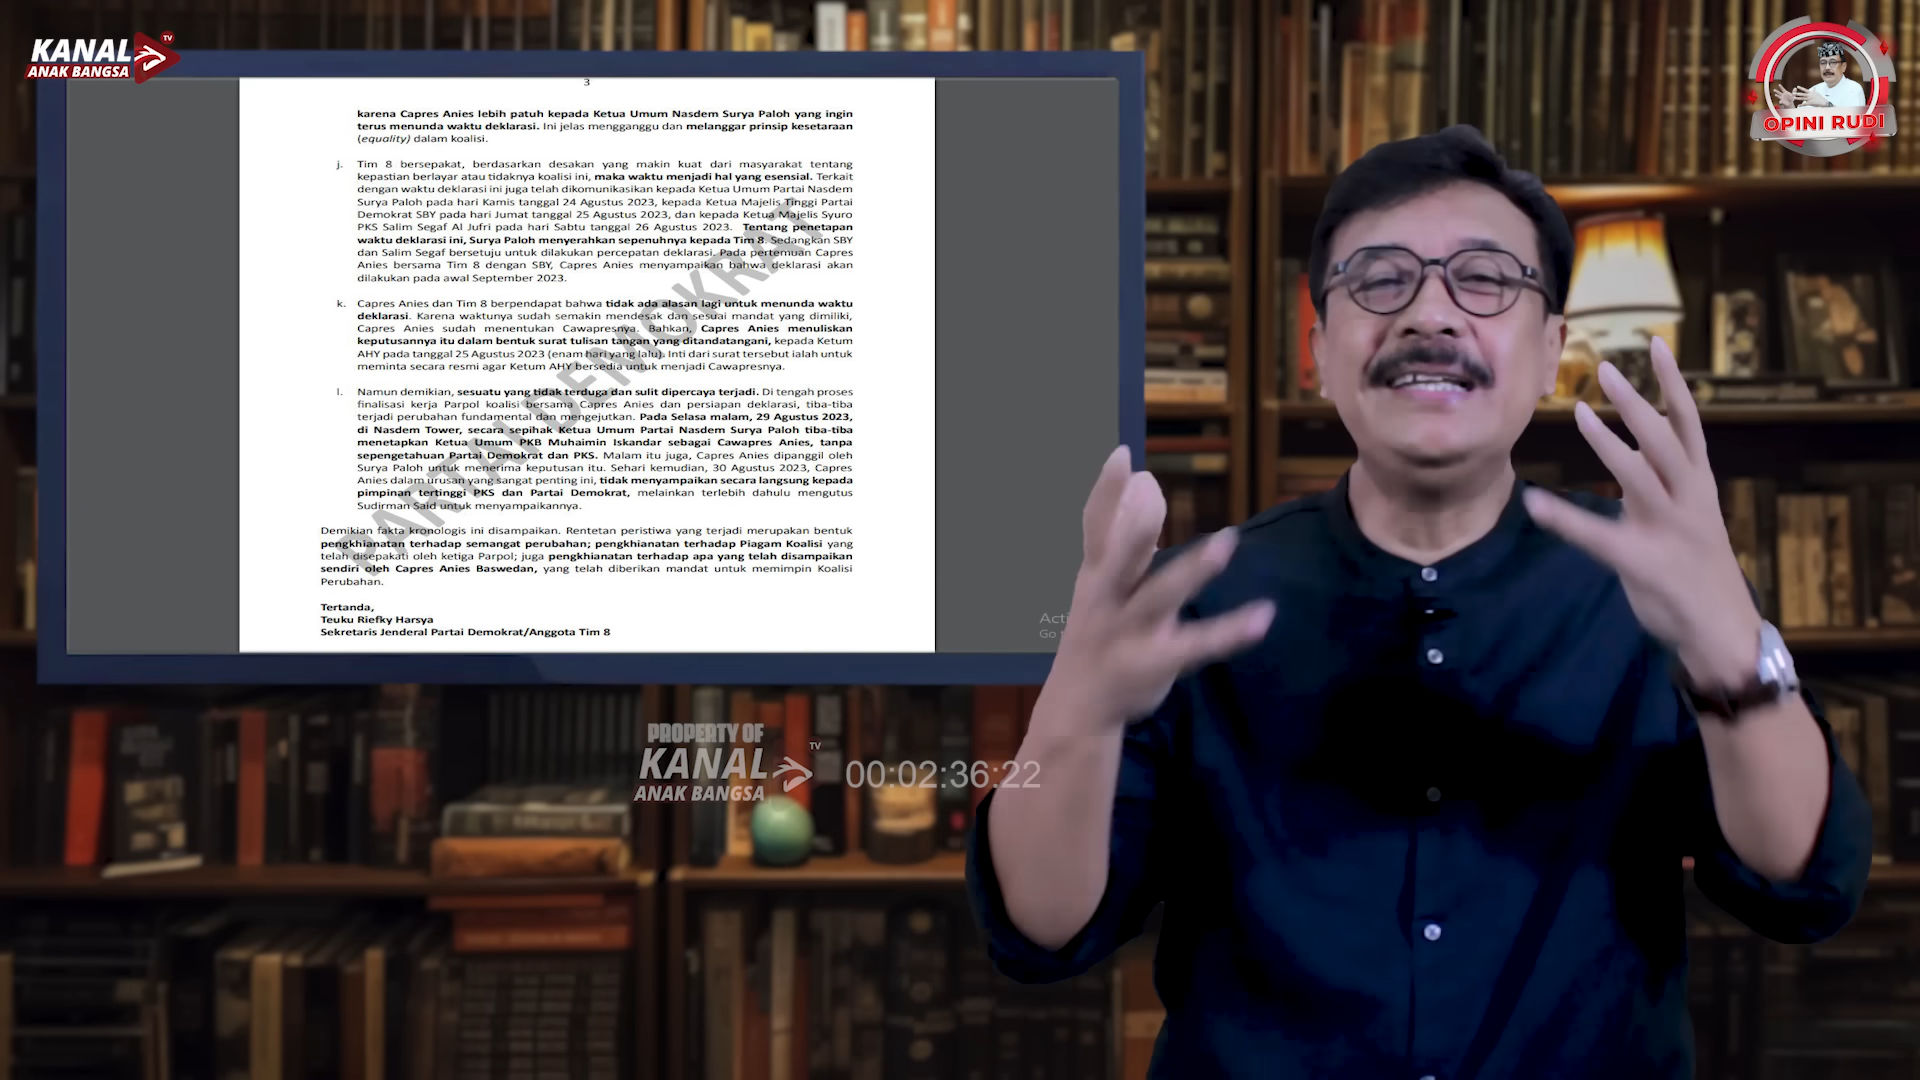 KANAL
TV
ANAK BANGSA
OPINI RUDI
3
karena Capres Anies lebih patuh kepada Ketua Umum Nasdem Surya Paloh yang ingin
terus menunda waktu deklarasi. Ini jelas mengganggu dan melanggar prinsip kesetaraan
(equality) dalam koalisi.
j. Tim 8 bersepakat, berdasarkan desakan yang makin kuat dari masyarakat tentang
kepastian berlayar atau tidaknya koalisi ini, maka waktu menjadi hal yang esensial. Terkait
dengan waktu deklarasi ini juga telah dikomunikasikan kepada Ketua Umum Partai Nasdem
Surya Paloh pada hari Kamis tanggal 24 Agustus 2023, kepada Ketua Majelis Tinggi Partai
Demokrat SBY pada hari Jumat tanggal 25 Agustus 2023, dan kepada Ketua Majelis Syuro
PKS Salim Segaf Al Jufri pada hari Sabtu tanggal 26 Agustus 2023. Tentang penetapan
waktu deklarasi ini, Surya Paloh menyerahkan sepenuhnya kepada Tim 8. Sedangkan SBY
dan Salim Segaf bersetuju untuk dilakukan percepatan deklarasi. Pada pertemuan Capres
Anies bersama Tim 8 dengan SBY, Capres Anies menyampaikan bahwa deklarasi akan
dilakukan pada awal September 2023.
k. Capres Anies dan Tim 8 berpendapat bahwa tidak ada alasan lagi untuk menunda waktu
deklarasi. Karena waktunya sudah semakin mendesak dan sesuai mandat yang dimiliki,
Capres Anies sudah menentukan Cawapresnya. Bahkan, Capres Anies menuliskan
keputusannya itu dalam bentuk surat tulisan tangan yang ditandatangani, kepada Ketum
AHY pada tanggal 25 Agustus 2023 (enam hari yang lalu). Inti dari surat tersebut ialah untuk
meminta secara resmi agar Ketum AHY bersedia untuk menjadi Cawapresnya.
l. Namun demikian, sesuatu yang tidak terduga dan sulit dipercaya terjadi. Di tengah proses
finalisasi kerja Parpol koalisi bersama Capres Anies dan persiapan deklarasi, tiba-tiba
terjadi perubahan fundamental dan mengejutkan. Pada Selasa malam, 29 Agustus 2023,
di Nasdem Tower, secara sepihak Ketua Umum Partai Nasdem Surya Paloh tiba-tiba
menetapkan Ketua Umum PKB Muhaimin Iskandar sebagai Cawapres Anies, tanpa
sepengetahuan Partai Demokrat dan PKS. Malam itu juga, Capres Anies dipanggil oleh
Surya Paloh untuk menerima keputusan itu. Sehari kemudian, 30 Agustus 2023, Capres
Anies dalam urusan yang sangat penting ini, tidak menyampaikan secara langsung kepada
pimpinan tertinggi PKS dan Partai Demokrat, melainkan terlebih dahulu mengutus
Sudirman Said untuk menyampaikannya.
Demikian fakta kronologis ini disampaikan. Rentetan peristiwa yang terjadi merupakan bentuk
pengkhianatan terhadap semangat perubahan; pengkhianatan terhadap Piagam Koalisi yang
telah disepakati oleh ketiga Parpol; juga pengkhianatan terhadap apa yang telah disampaikan
sendiri oleh Capres Anies Baswedan, yang telah diberikan mandat untuk memimpin Koalisi
Perubahan.
Tertanda,
Teuku Riefky Harsya
Sekretaris Jenderal Partai Demokrat/Anggota Tim 8
PARTAI DEMOKRAT
PROPERTY OF
KANAL
TV
ANAK BANGSA
00:02:36:22